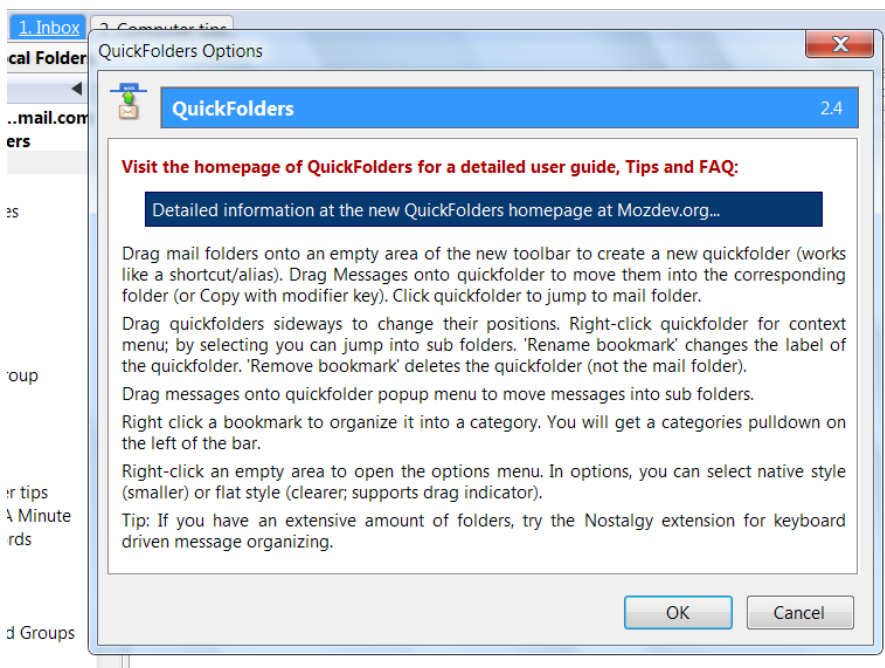 1. Inbox
2. Computer tips
QuickFolders Options
cal Folder
QuickFolders 2.4
..mail.com
ers
Visit the homepage of QuickFolders for a detailed user guide, Tips and FAQ:
es
Detailed information at the new QuickFolders homepage at Mozdev.org...
Drag mail folders onto an empty area of the new toolbar to create a new quickfolder (works
like a shortcut/alias). Drag Messages onto quickfolder to move them into the corresponding
folder (or Copy with modifier key). Click quickfolder to jump to mail folder.
Drag quickfolders sideways to change their positions. Right-click quickfolder for context
menu; by selecting you can jump into sub folders. 'Rename bookmark' changes the label of
the quickfolder. 'Remove bookmark' deletes the quickfolder (not the mail folder).
roup
Drag messages onto quickfolder popup menu to move messages into sub folders.
Right click a bookmark to organize it into a category. You will get a categories pulldown on
the left of the bar.
Right-click an empty area to open the options menu. In options, you can select native style
(smaller) or flat style (clearer; supports drag indicator).
er tips
A Minute
rds
Tip: If you have an extensive amount of folders, try the Nostalgy extension for keyboard
driven message organizing.
OK
Cancel
d Groups